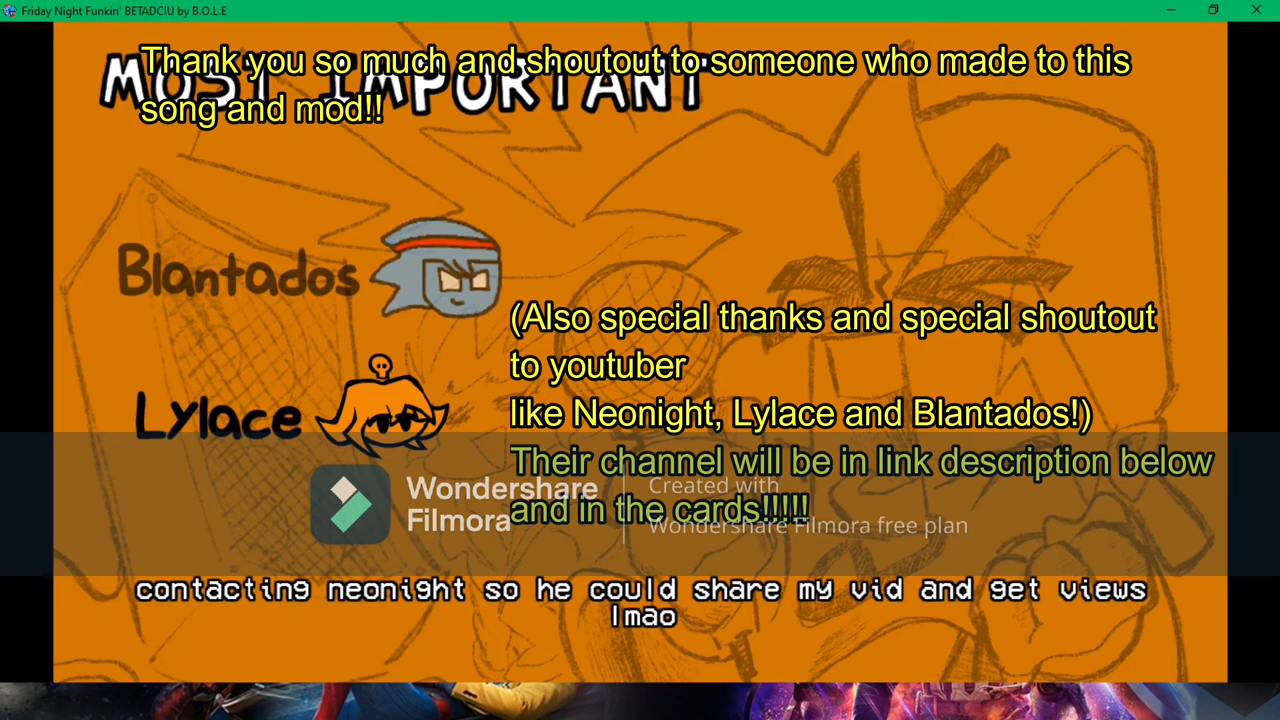 Friday Night Funkin' BETADCIU by B.O.L.E
MOST IMPORTANT
Thank you so much and shoutout to someone who made to this
song and mod!!
Blantados
(Also special thanks and special shoutout
to youtuber
like Neonight, Lylace and Blantados!)
Lylace
Their channel will be in link description below
and in the cards!!!!!
Wondershare
Filmora
Created with
Wondershare Filmora free plan
contacting neonight so he could share my vid and get views
lmao